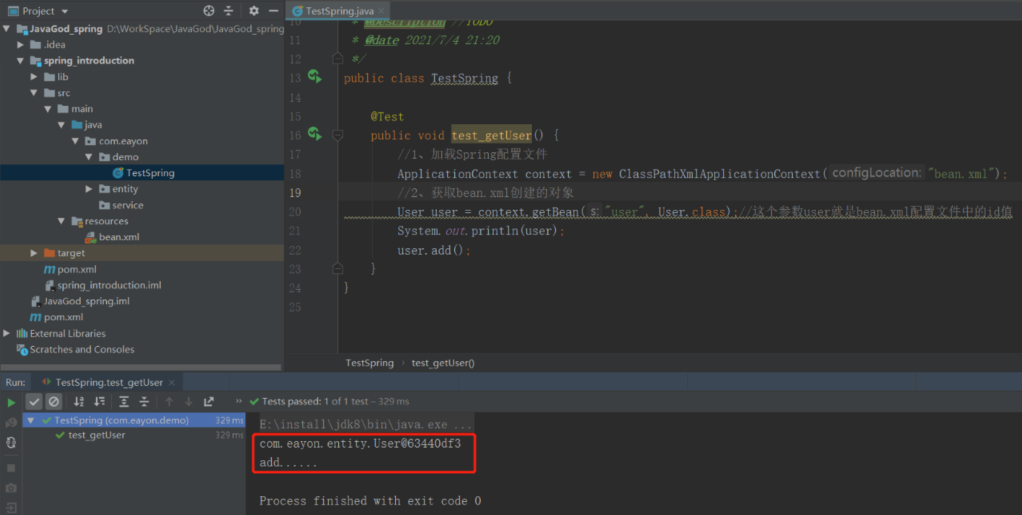 Project
TestSpring.java
JavaGod_spring D:\WorkSpace\JavaGod\JavaGod_spring
.idea
spring_introduction
lib
src
main
java
com.eayon
demo
TestSpring
entity
service
resources
bean.xml
target
pom.xml
spring_introduction.iml
JavaGod_spring.iml
pom.xml
External Libraries
Scratches and Consoles
10 * @description //TODO
11 * @date 2021/7/4 21:20
12 */
13 public class TestSpring {
14
15 @Test
16 public void test_getUser() {
17 //1、加载Spring配置文件
18 ApplicationContext context = new ClassPathXmlApplicationContext( configLocation: "bean.xml");
19 //2、获取bean.xml创建的对象
20 User user = context.getBean( s: "user", User.class);//这个参数user就是bean.xml配置文件中的id值
21 System.out.println(user);
22 user.add();
23 }
24 }
25
TestSpring › test_getUser()
Run: TestSpring.test_getUser
Tests passed: 1 of 1 test – 329 ms
TestSpring (com.eayon.demo) 329 ms
test_getUser 329 ms
E:\install\jdk8\bin\java.exe ...
com.eayon.entity.User@63440df3
add......
Process finished with exit code 0